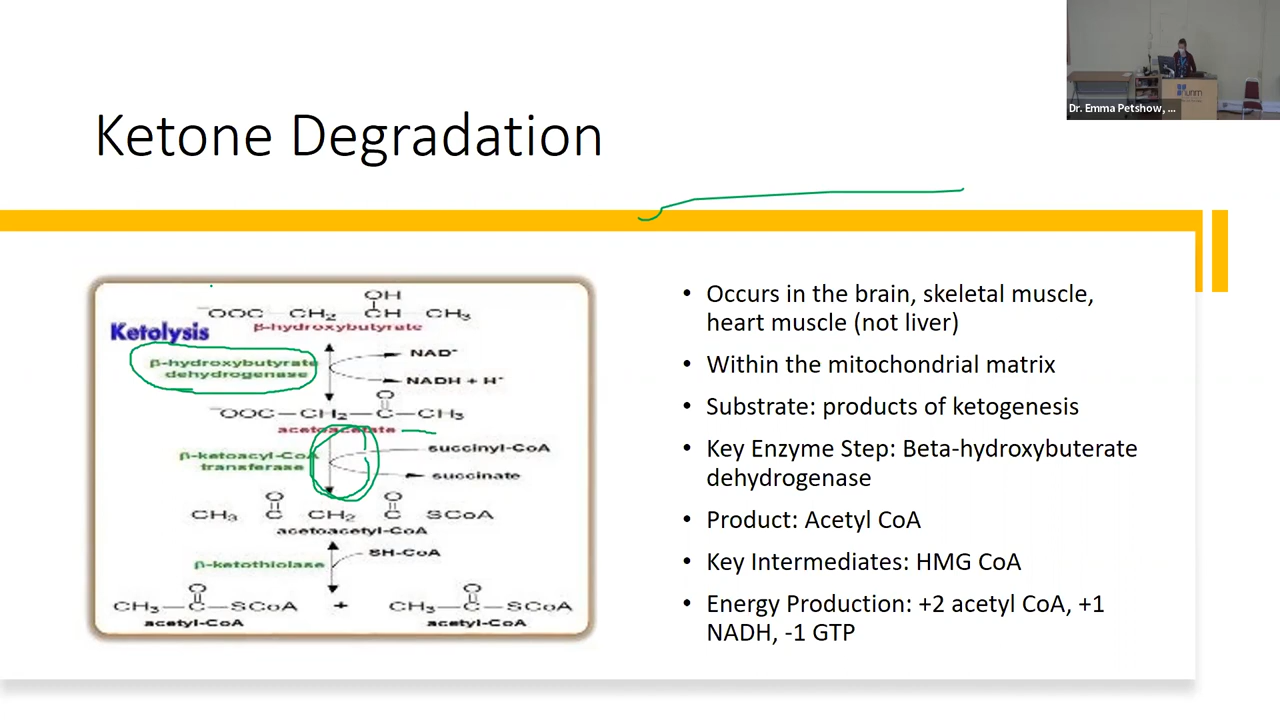 Dr. Emma Petshow, ...
Ketone Degradation
OH
⁻OOC — CH₂ — CH — CH₃
Ketolysis
β-hydroxybutyrate
β-hydroxybutyrate
dehydrogenase
NAD⁺
NADH + H⁺
O
⁻OOC—CH₂—C—CH₃
acetoacetate
β-ketoacyl-CoA
transferase
succinyl-CoA
succinate
O O
CH₃ C CH₂ C SCoA
acetoacetyl-CoA
SH-CoA
β-ketothiolase
O O
CH₃—C—SCoA + CH₃—C—SCoA
acetyl-CoA acetyl-CoA
• Occurs in the brain, skeletal muscle,
heart muscle (not liver)
• Within the mitochondrial matrix
• Substrate: products of ketogenesis
• Key Enzyme Step: Beta-hydroxybuterate
dehydrogenase
• Product: Acetyl CoA
• Key Intermediates: HMG CoA
• Energy Production: +2 acetyl CoA, +1
NADH, -1 GTP